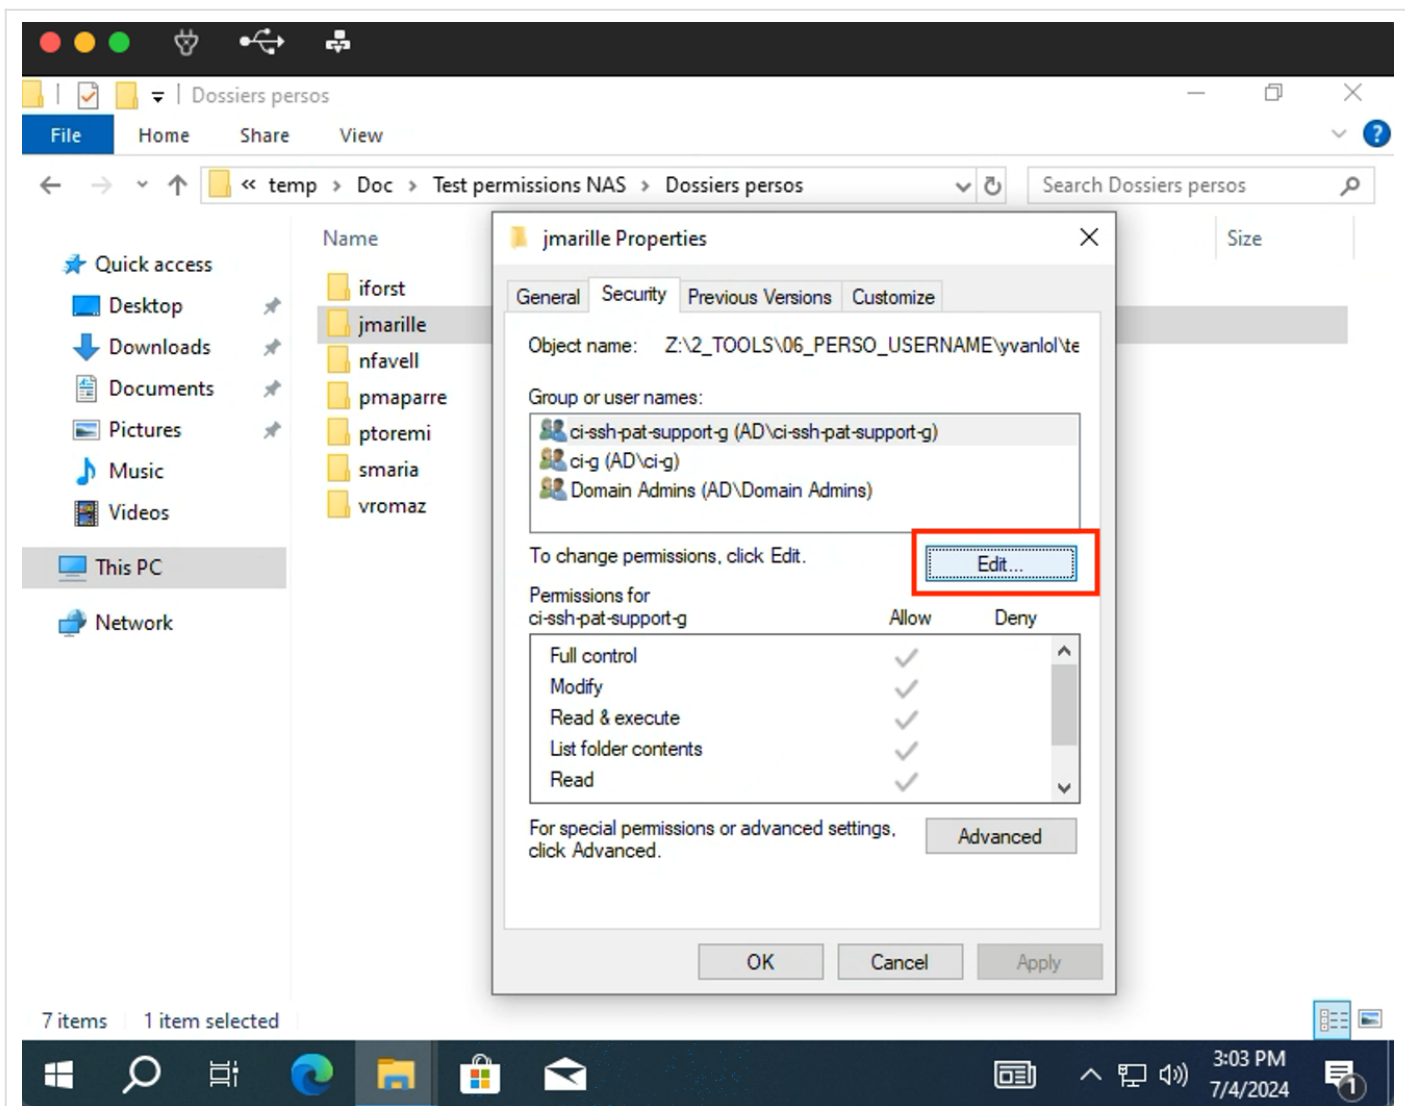 Dossiers persos
File Home Share View
?
« temp > Doc > Test permissions NAS > Dossiers persos
Search Dossiers persos
Name
Size
Quick access
Desktop
Downloads
Documents
Pictures
Music
Videos
This PC
Network
iforst
jmarille
nfavell
pmaparre
ptoremi
smaria
vromaz
jmarille Properties
General Security Previous Versions Customize
Object name: Z:\2_TOOLS\06_PERSO_USERNAME\yvanlol\te
Group or user names:
ci-ssh-pat-support-g (AD\ci-ssh-pat-support-g)
ci-g (AD\ci-g)
Domain Admins (AD\Domain Admins)
To change permissions, click Edit.
Edit...
Permissions for
ci-ssh-pat-support-g Allow Deny
Full control
Modify
Read & execute
List folder contents
Read
For special permissions or advanced settings,
click Advanced.
Advanced
OK Cancel Apply
7 items 1 item selected
3:03 PM
7/4/2024
1